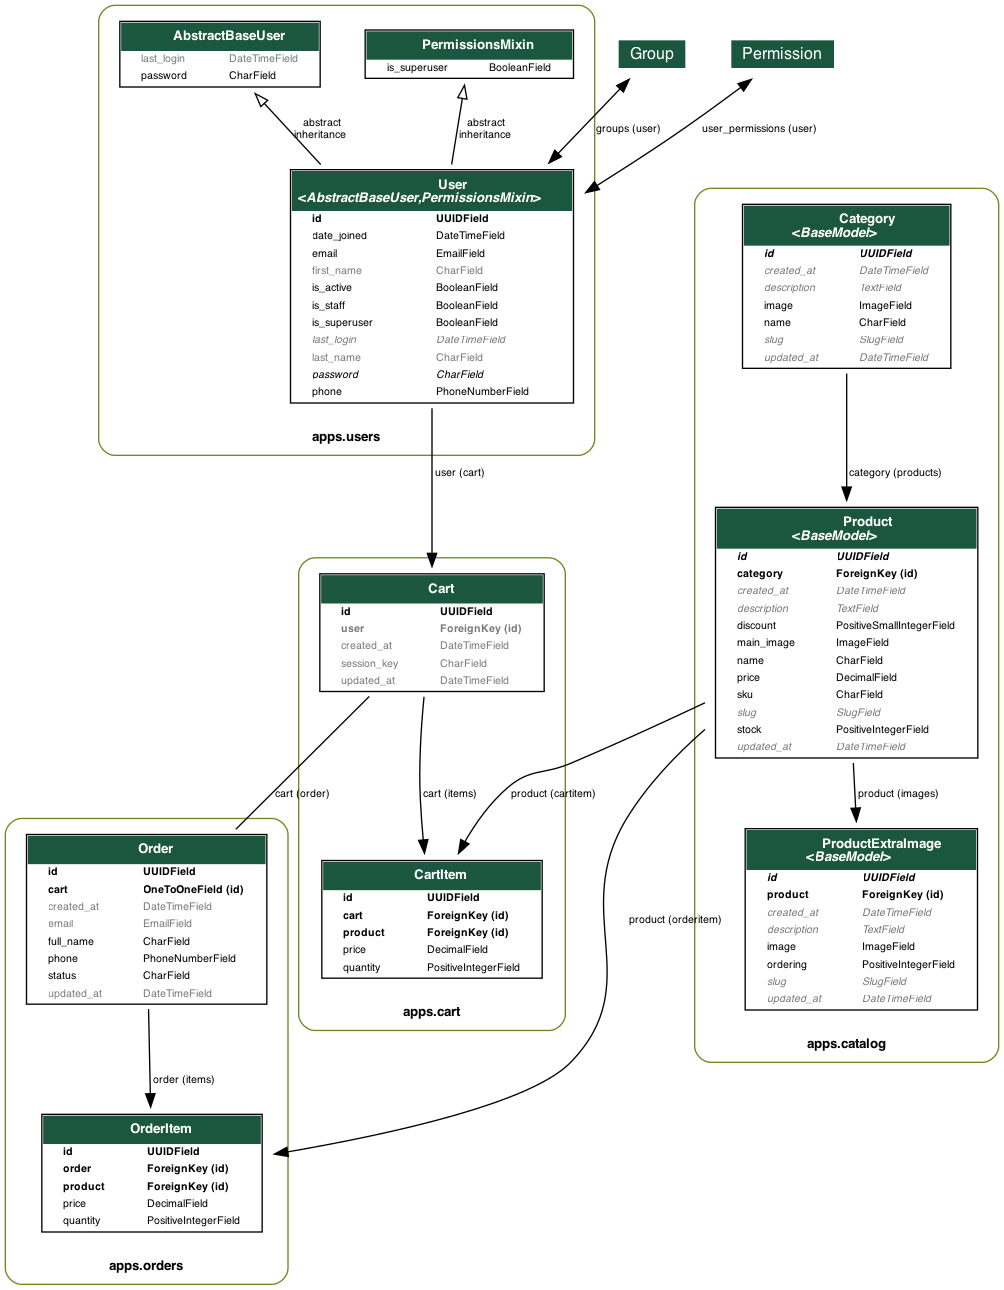 AbstractBaseUser
last_login DateTimeField
password CharField
PermissionsMixin
is_superuser BooleanField
Group
Permission
abstract
inheritance
abstract
inheritance
groups (user)
user_permissions (user)
User
<AbstractBaseUser,PermissionsMixin>
id UUIDField
date_joined DateTimeField
email EmailField
first_name CharField
is_active BooleanField
is_staff BooleanField
is_superuser BooleanField
last_login DateTimeField
last_name CharField
password CharField
phone PhoneNumberField
apps.users
Category
<BaseModel>
id UUIDField
created_at DateTimeField
description TextField
image ImageField
name CharField
slug SlugField
updated_at DateTimeField
user (cart)
category (products)
Product
<BaseModel>
id UUIDField
category ForeignKey (id)
created_at DateTimeField
description TextField
discount PositiveSmallIntegerField
main_image ImageField
name CharField
price DecimalField
sku CharField
slug SlugField
stock PositiveIntegerField
updated_at DateTimeField
Cart
id UUIDField
user ForeignKey (id)
created_at DateTimeField
session_key CharField
updated_at DateTimeField
cart (order)
cart (items)
product (cartitem)
product (images)
Order
id UUIDField
cart OneToOneField (id)
created_at DateTimeField
email EmailField
full_name CharField
phone PhoneNumberField
status CharField
updated_at DateTimeField
CartItem
id UUIDField
cart ForeignKey (id)
product ForeignKey (id)
price DecimalField
quantity PositiveIntegerField
apps.cart
product (orderitem)
ProductExtraImage
<BaseModel>
id UUIDField
product ForeignKey (id)
created_at DateTimeField
description TextField
image ImageField
ordering PositiveIntegerField
slug SlugField
updated_at DateTimeField
apps.catalog
order (items)
OrderItem
id UUIDField
order ForeignKey (id)
product ForeignKey (id)
price DecimalField
quantity PositiveIntegerField
apps.orders